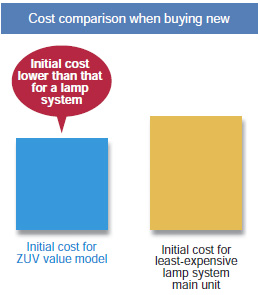 Cost comparison when buying new
Initial cost
lower than that
for a lamp
system
Initial cost for
ZUV value model
Initial cost for
least-expensive
lamp system
main unit